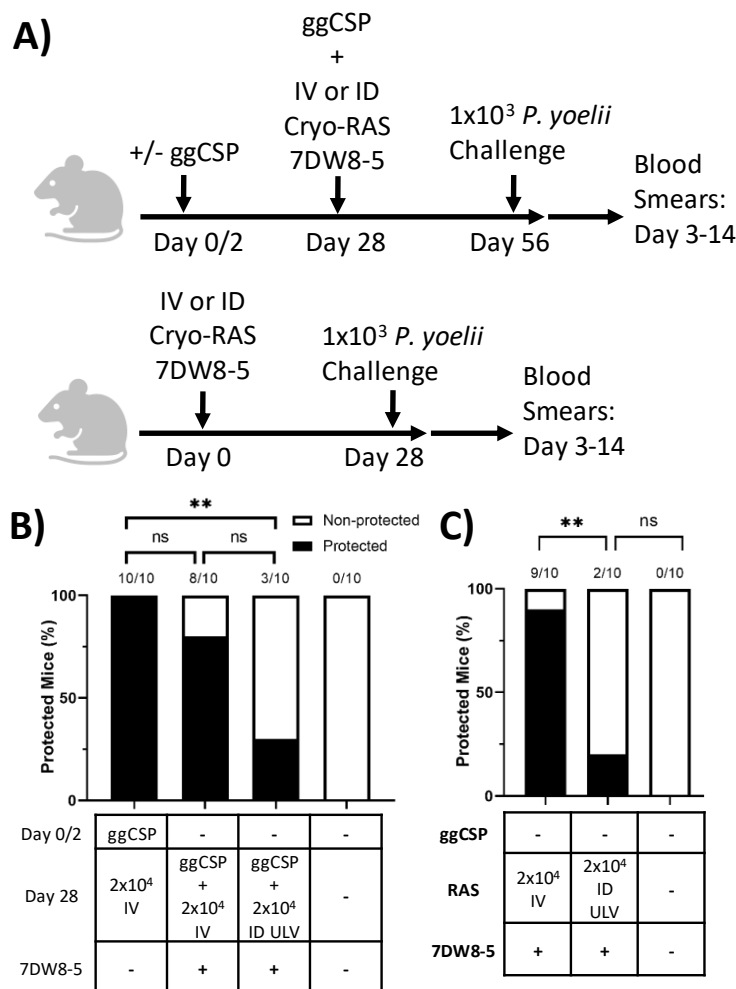 A)
ggCSP
+
IV or ID
Cryo-RAS
7DW8-5
+/- ggCSP
1x10³ P. yoelii
Challenge
Blood
Smears:
Day 3-14
Day 0/2
Day 28
Day 56
IV or ID
Cryo-RAS
7DW8-5
1x10³ P. yoelii
Challenge
Blood
Smears:
Day 3-14
Day 0
Day 28
B)
**
ns
ns
Non-protected
Protected
10/10
8/10
3/10
0/10
100
50
0
Protected Mice (%)
Day 0/2
ggCSP
-
-
-
Day 28
2x10⁴
IV
ggCSP
+
2x10⁴
IV
ggCSP
+
2x10⁴
ID ULV
-
7DW8-5
-
+
+
-
C)
**
ns
9/10
2/10
0/10
100
50
0
Protected Mice (%)
ggCSP
-
-
-
RAS
2x10⁴
IV
2x10⁴
ID
ULV
-
7DW8-5
+
+
-